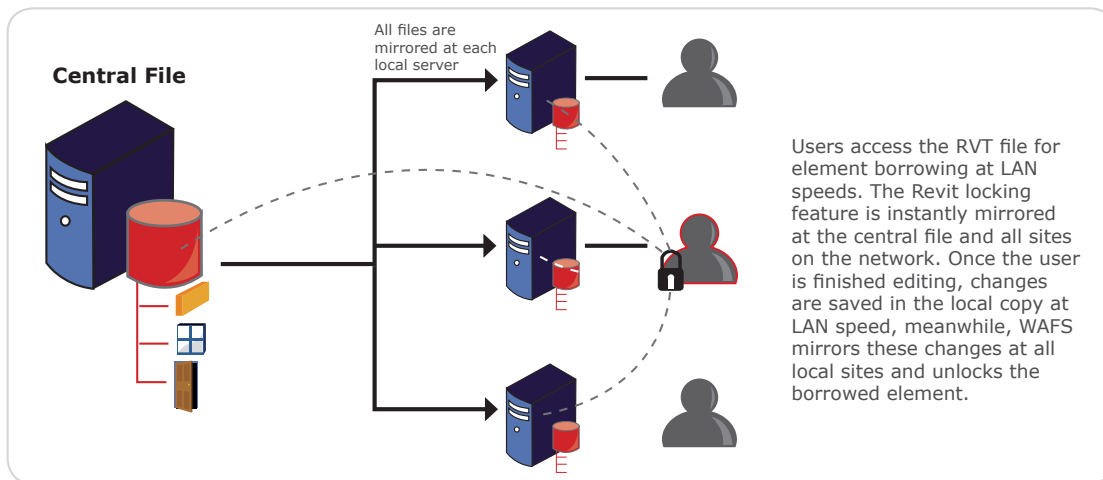 All files are
mirrored at each
local server
Central File
Users access the RVT file for
element borrowing at LAN
speeds. The Revit locking
feature is instantly mirrored
at the central file and all sites
on the network. Once the user
is finished editing, changes
are saved in the local copy at
LAN speed, meanwhile, WAFS
mirrors these changes at all
local sites and unlocks the
borrowed element.